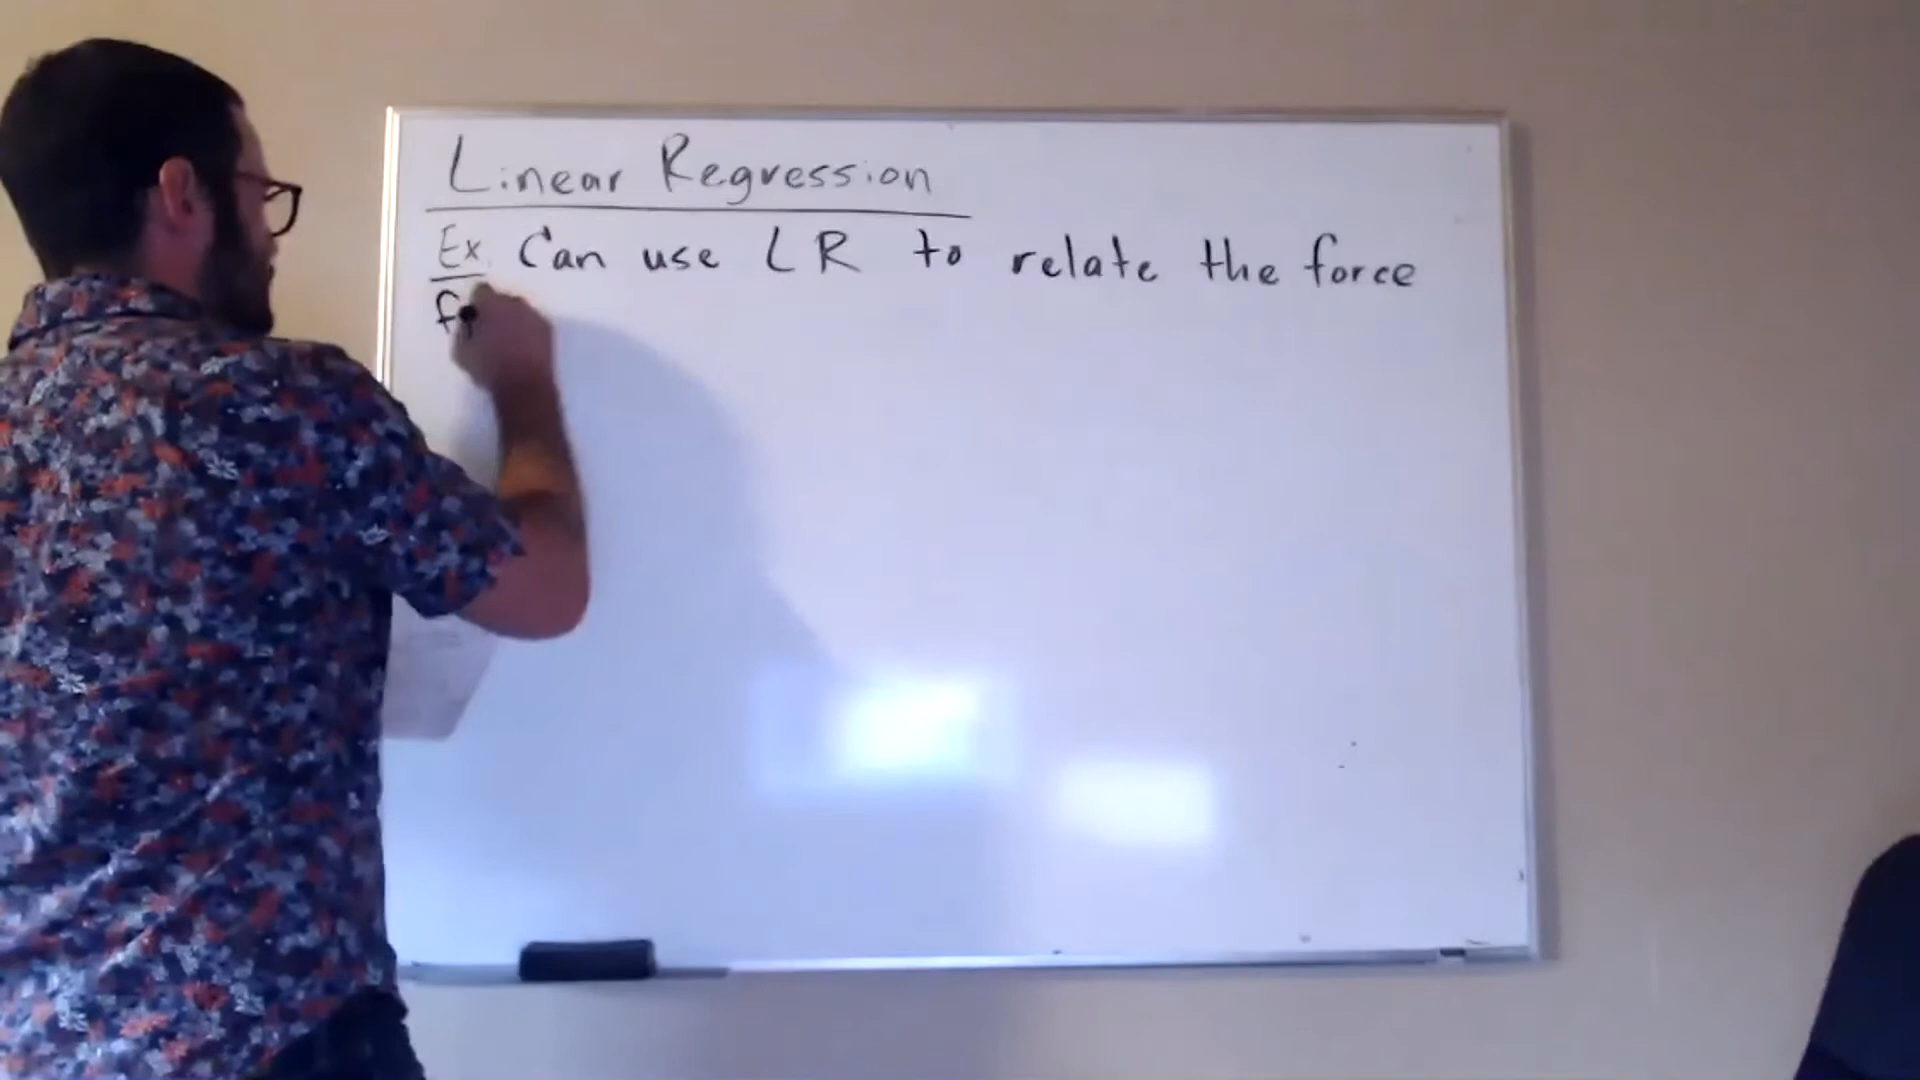 Linear Regression
Ex. Can use LR to relate the force